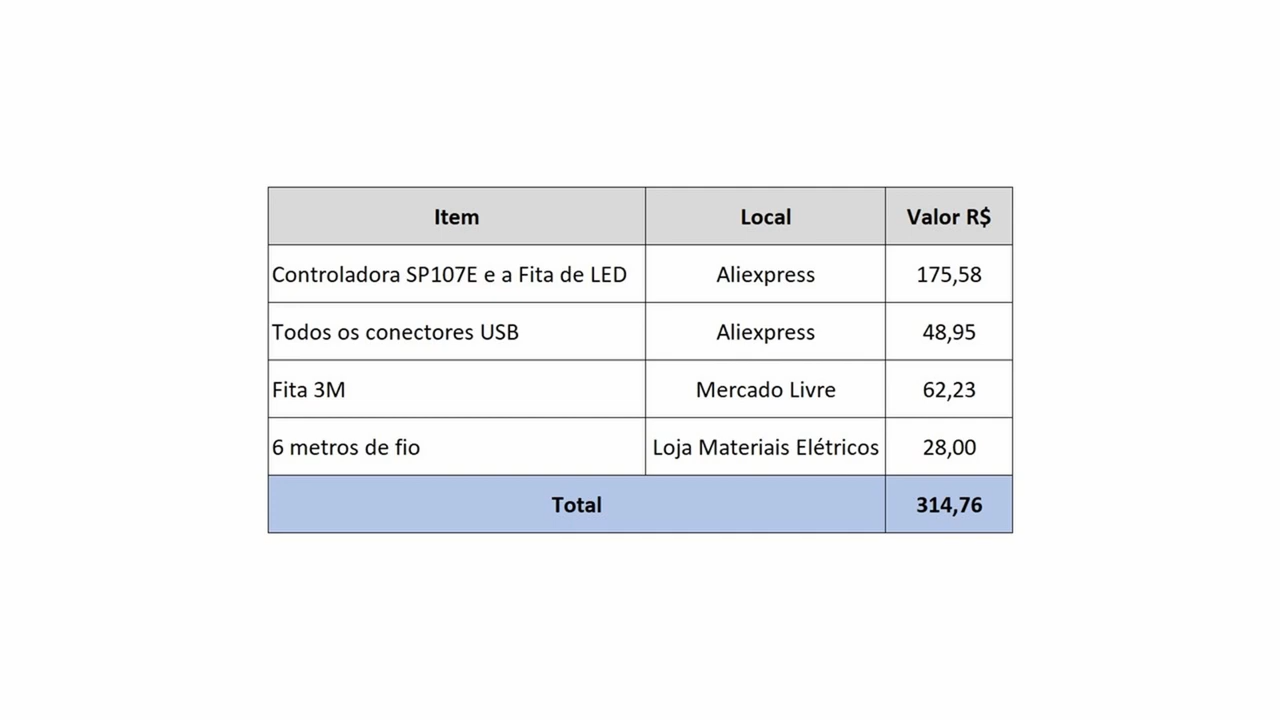 Item Local Valor R$
Controladora SP107E e a Fita de LED Aliexpress 175,58
Todos os conectores USB Aliexpress 48,95
Fita 3M Mercado Livre 62,23
6 metros de fio Loja Materiais Elétricos 28,00
Total 314,76